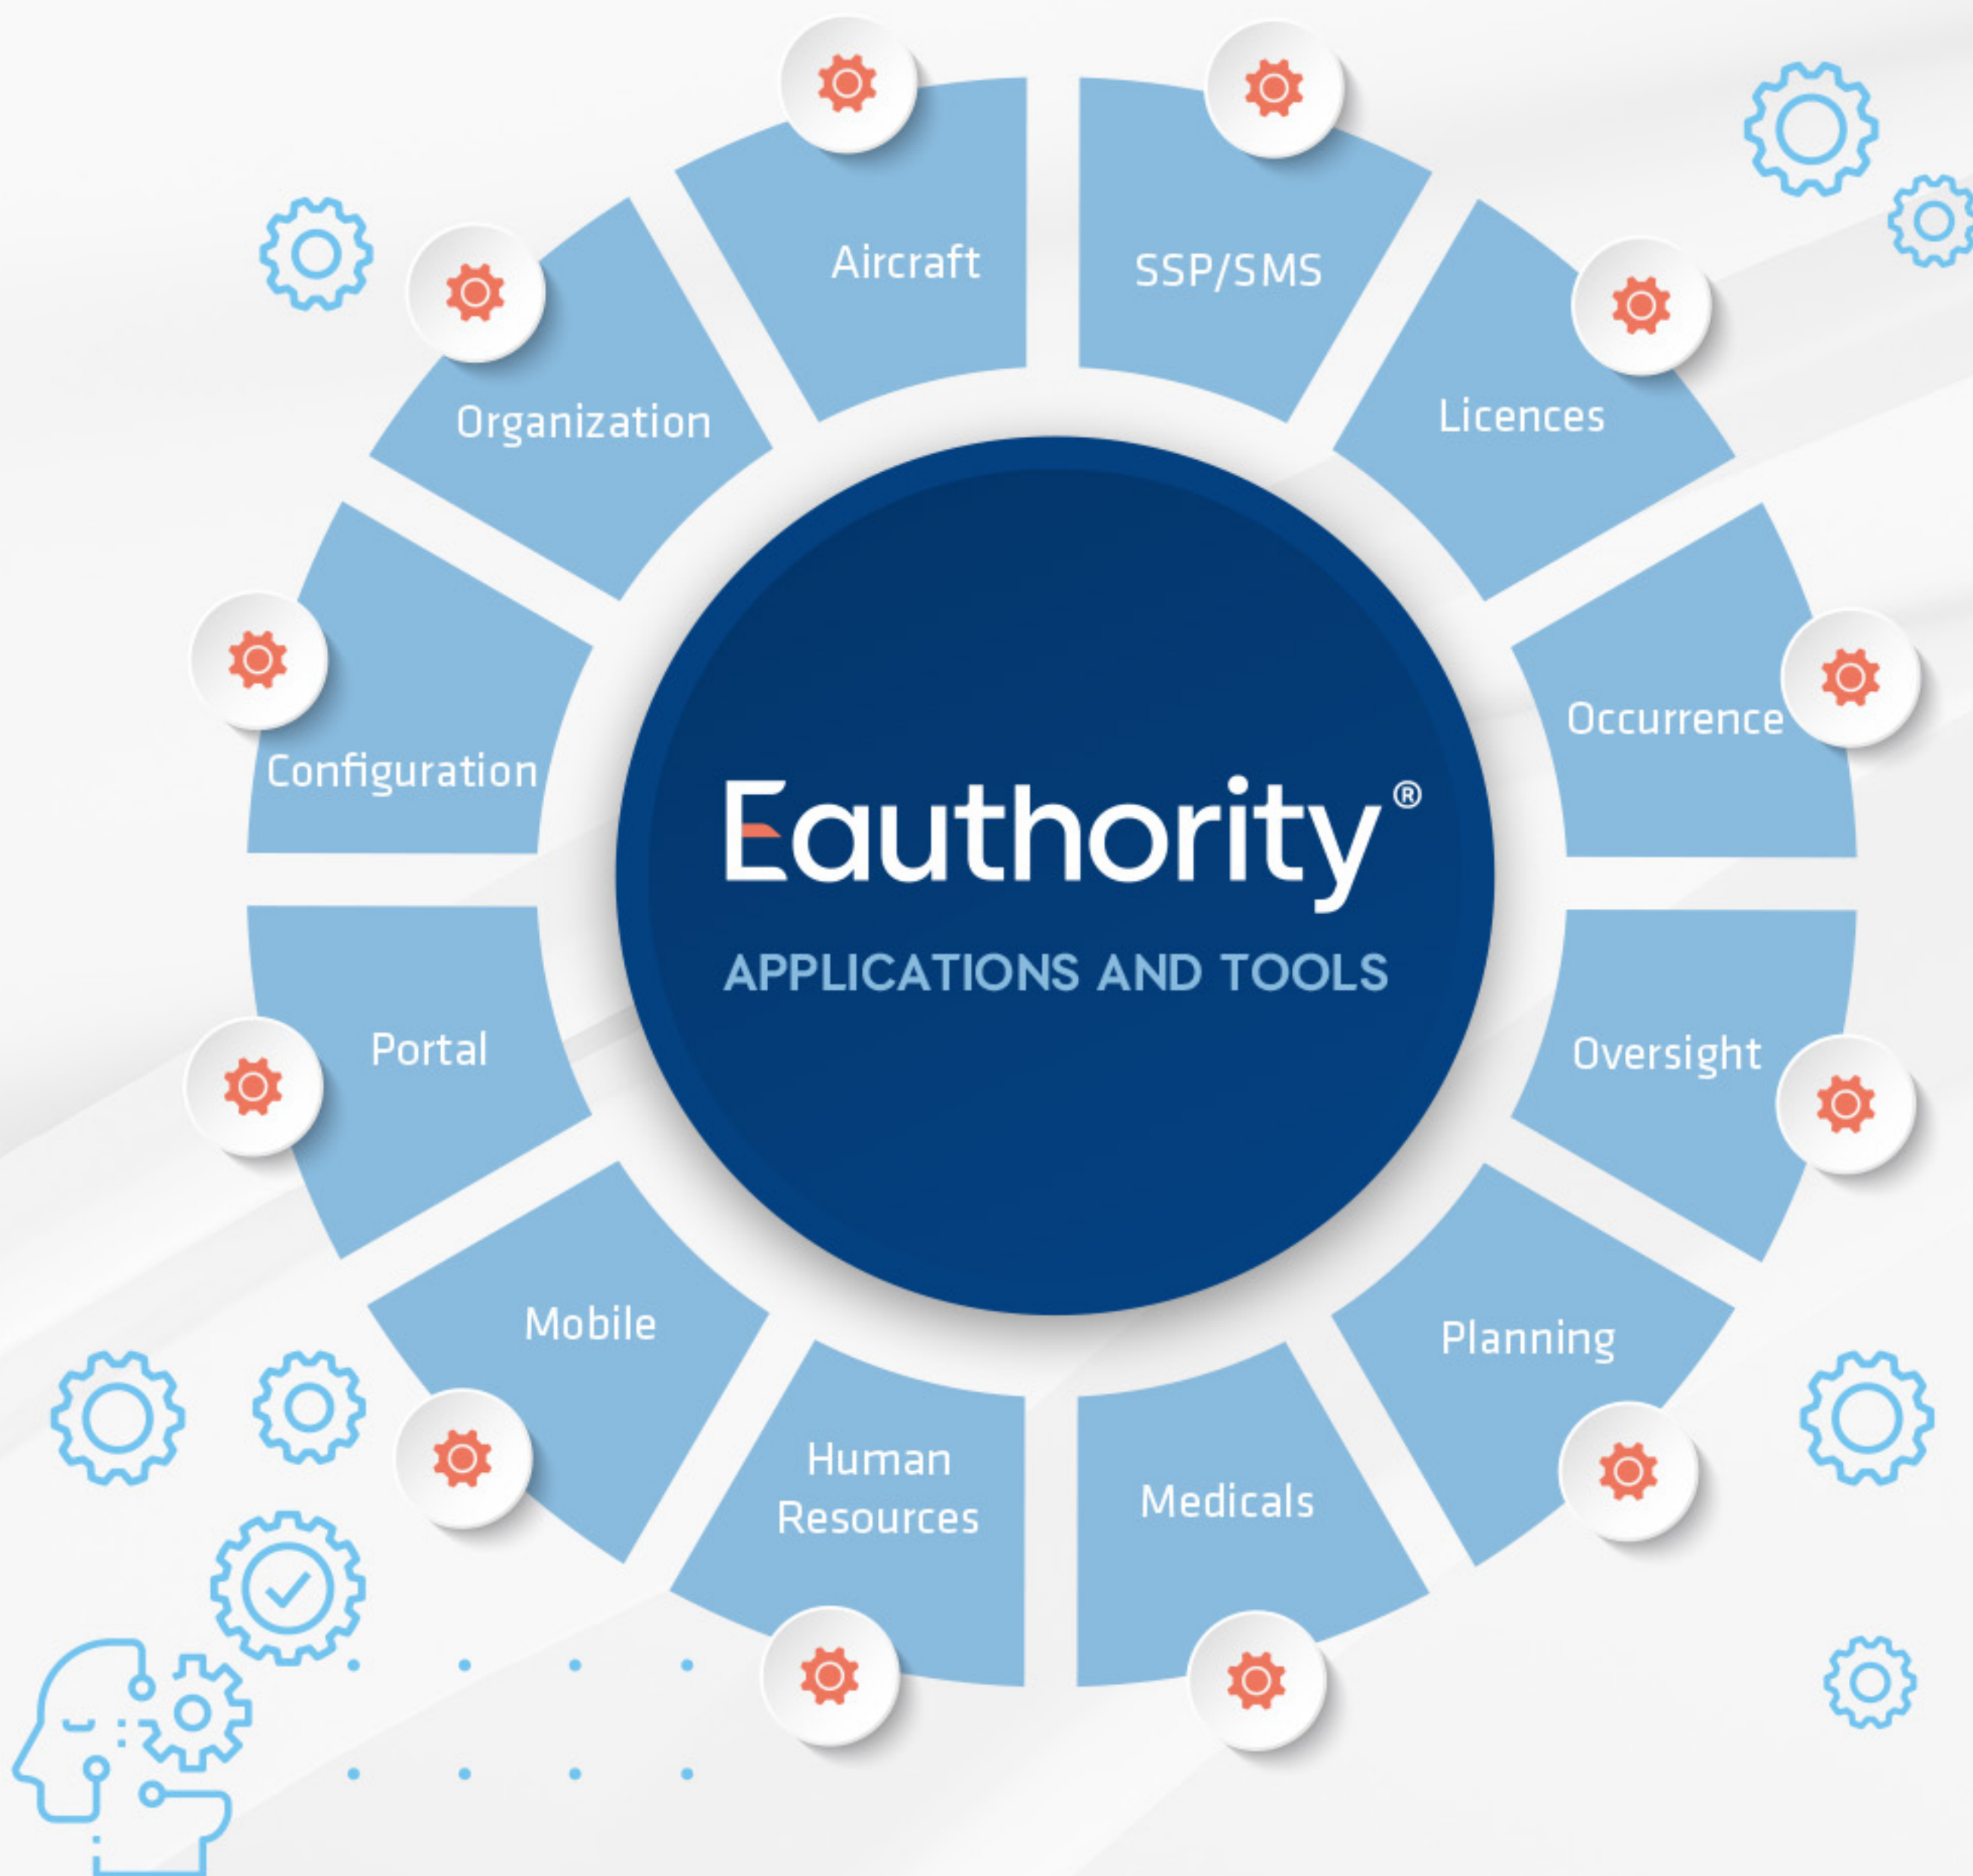 Aircraft
SSP/SMS
Licences
Occurrence
Oversight
Planning
Medicals
Human
Resources
Mobile
Portal
Configuration
Organization
Eauthority®
APPLICATIONS AND TOOLS